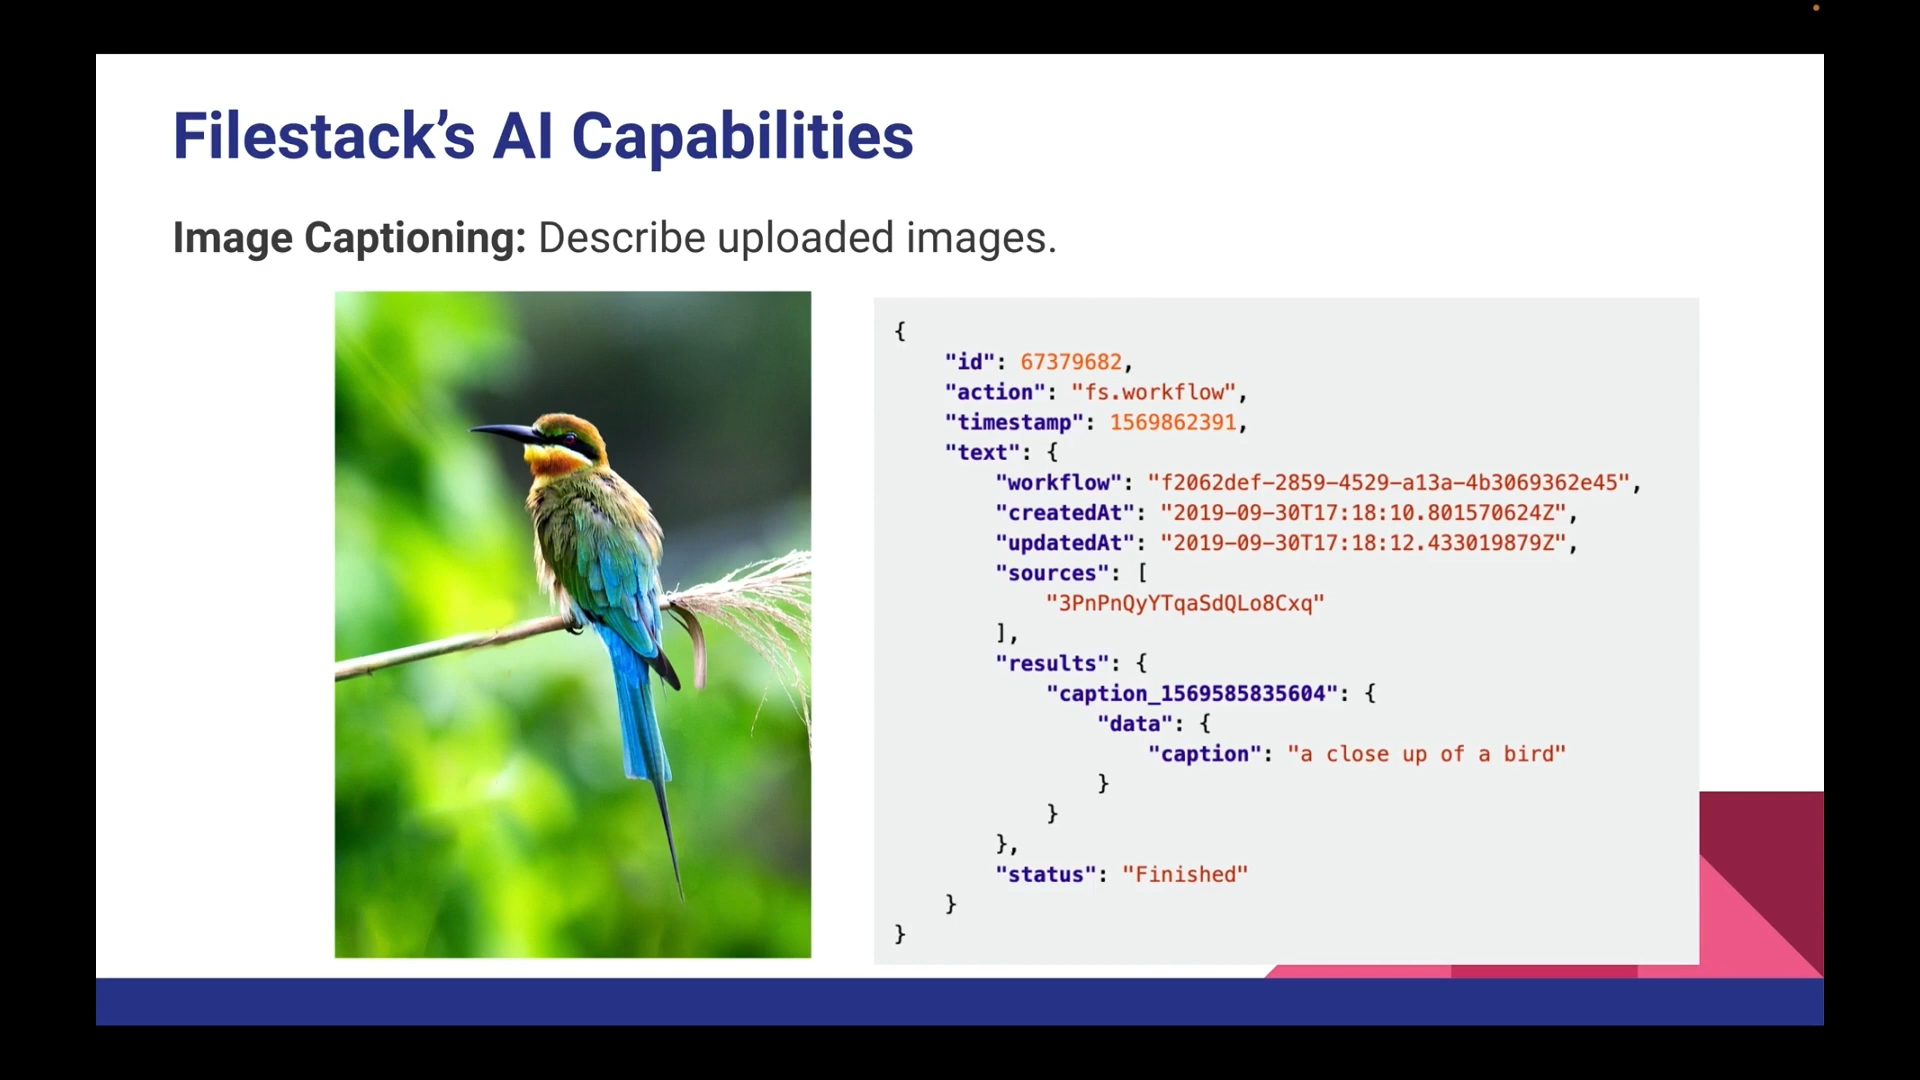 Filestack’s AI Capabilities
Image Captioning: Describe uploaded images.
{
"id": 67379682,
"action": "fs.workflow",
"timestamp": 1569862391,
"text": {
"workflow": "f2062def-2859-4529-a13a-4b3069362e45",
"createdAt": "2019-09-30T17:18:10.801570624Z",
"updatedAt": "2019-09-30T17:18:12.433019879Z",
"sources": [
"3PnPnQyYTqaSdQLo8Cxq"
],
"results": {
"caption_1569585835604": {
"data": {
"caption": "a close up of a bird"
}
}
},
"status": "Finished"
}
}